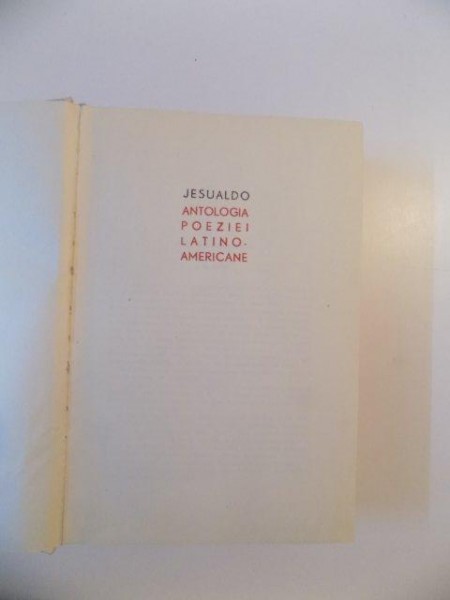 JESUALDO
ANTOLOGIA
POEZIEI
LATINO-
AMERICANE